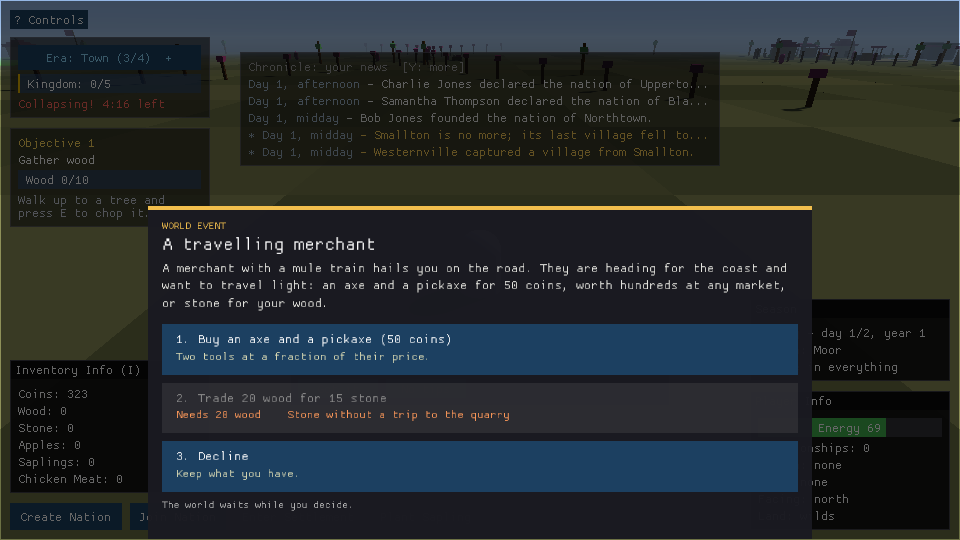 ? Controls
Era: Town (3/4) +
Kingdom: 0/5
Collapsing! 4:16 left
Chronicle: your news [Y: more]
Day 1, afternoon – Charlie Jones declared the nation of Upperto...
Day 1, afternoon – Samantha Thompson declared the nation of Bla...
Day 1, midday – Bob Jones founded the nation of Northtown.
* Day 1, midday – Smallton is no more; its last village fell to...
* Day 1, midday – Westernville captured a village from Smallton.
Objective 1
Gather wood
Wood 0/10
Walk up to a tree and
press E to chop it.
WORLD EVENT
A travelling merchant
A merchant with a mule train hails you on the road. They are heading for the coast and
want to travel light: an axe and a pickaxe for 50 coins, worth hundreds at any market,
or stone for your wood.
1. Buy an axe and a pickaxe (50 coins)
Two tools at a fraction of their price.
2. Trade 20 wood for 15 stone
Needs 20 wood Stone without a trip to the quarry
3. Decline
Keep what you have.
The world waits while you decide.
Inventory Info (I)
Coins: 323
Wood: 0
Stone: 0
Apples: 0
Saplings: 0
Chicken Meat: 0
Create Nation
day 1/2, year 1
Moor
n everything
nfo
Energy 69
nships: 0
none
one
north
lds